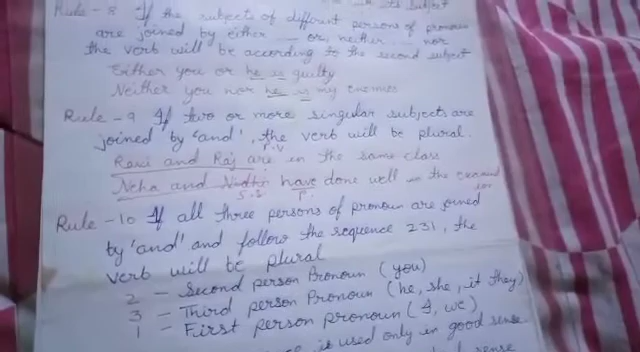 Rule - 8 If the subjects of different persons of pronoun
are joined by either ... or, neither ... nor
the verb will be according to the second subject
Either you or he is guilty
Neither you nor he is my enemies
Rule - 9 If two or more singular subjects are
joined by 'and', the verb will be plural.
P.V
Ravi and Raj are in the same class
Neha and have done well in the
S.2 P.
Rule - 10 If all three persons of pronoun are joined
by 'and' and follow the sequence 231, the
verb will be plural
2 - Second person Pronoun (you)
3 - Third person Pronoun (he, she, it they)
1 - First person pronoun (I, we)
is used only in good sense
sense